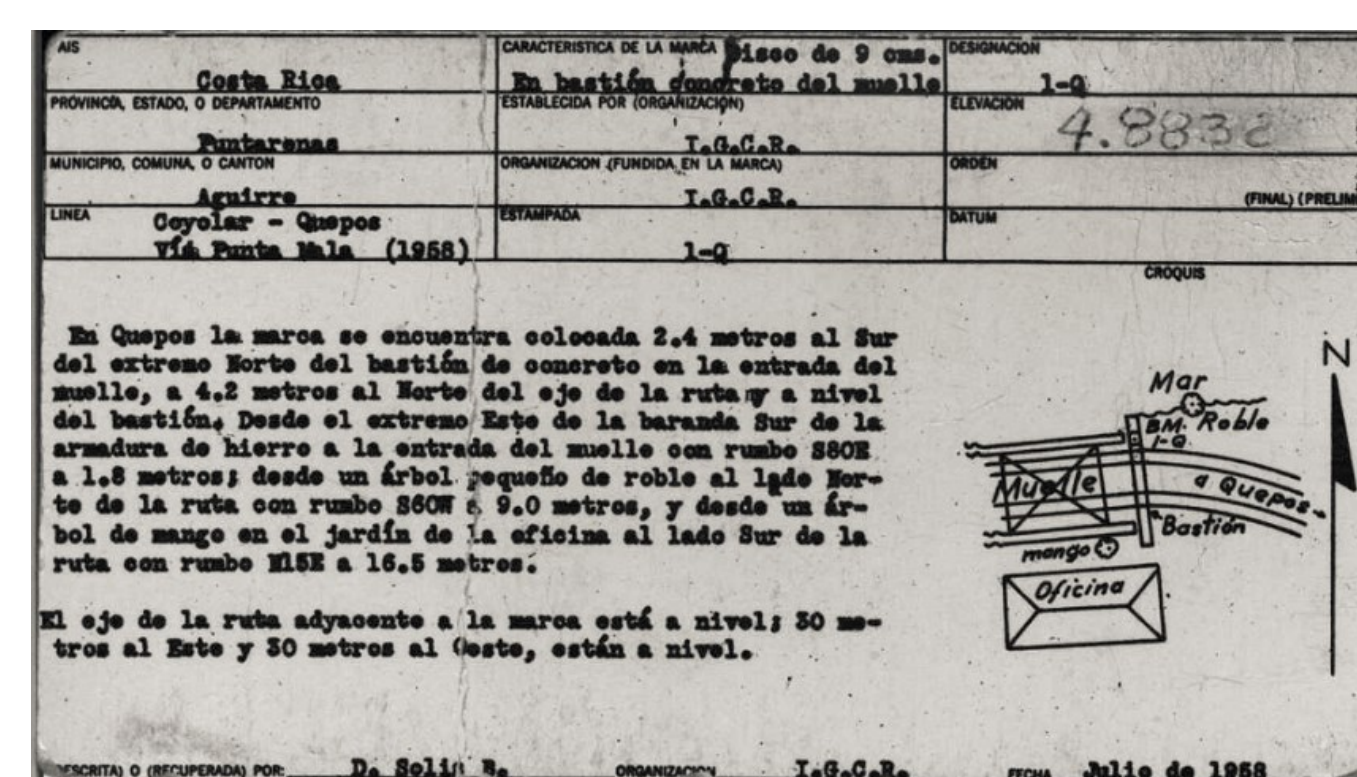 AIS
Costa Rica
CARACTERISTICA DE LA MARCA Disco de 9 cms.
En bastión concreto del muelle
DESIGNACION
1-Q
PROVINCIA, ESTADO, O DEPARTAMENTO
Puntarenas
ESTABLECIDA POR (ORGANIZACIÓN)
I.G.C.R.
ELEVACION
4.8832
MUNICIPIO, COMUNA, O CANTON
Aguirre
ORGANIZACION (FUNDIDA EN LA MARCA)
I.G.C.R.
ORDEN
(FINAL) (PRELIM
LINEA
Coyolar - Quepos
Vía Punta Mala (1958)
ESTAMPADA
1-Q
DATUM
CROQUIS
En Quepos la marca se encuentra colocada 2.4 metros al Sur
del extremo Norte del bastión de concreto en la entrada del
muelle, a 4.2 metros al Norte del eje de la ruta y a nivel
del bastión. Desde el extremo Este de la baranda Sur de la
armadura de hierro a la entrada del muelle con rumbo S80E
a 1.8 metros; desde un árbol pequeño de roble al lado Nor-
te de la ruta con rumbo S60W a 9.0 metros, y desde un ár-
bol de mango en el jardín de la oficina al lado Sur de la
ruta con rumbo N15E a 16.5 metros.
El eje de la ruta adyacente a la marca está a nivel; 30 me-
tros al Este y 30 metros al Oeste, están a nivel.
N
Mar
Roble
B.M.
1-Q
Muelle
a Quepos
Bastión
mango
Oficina
DESCRITA) O (RECUPERADA) POR: D. Solís B. ORGANIZACION I.G.C.R. FECHA Julio de 1958